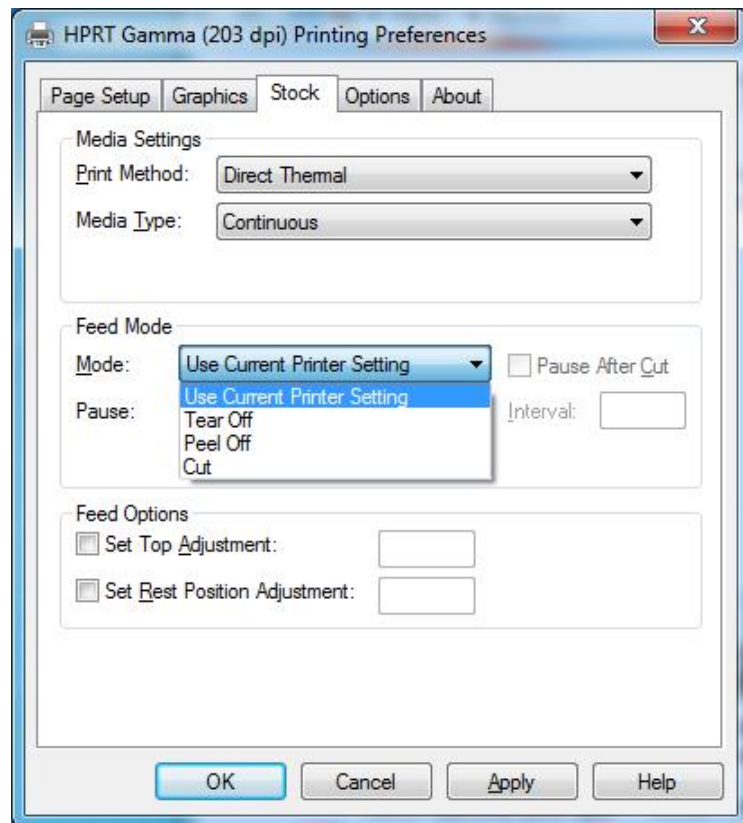 HPRT Gamma (203 dpi) Printing Preferences
Page Setup Graphics Stock Options About
Media Settings
Print Method: Direct Thermal
Media Type: Continuous
Feed Mode
Mode: Use Current Printer Setting Pause After Cut
Use Current Printer Setting
Pause: Tear Off Interval:
Peel Off
Cut
Feed Options
Set Top Adjustment:
Set Rest Position Adjustment:
OK Cancel Apply Help